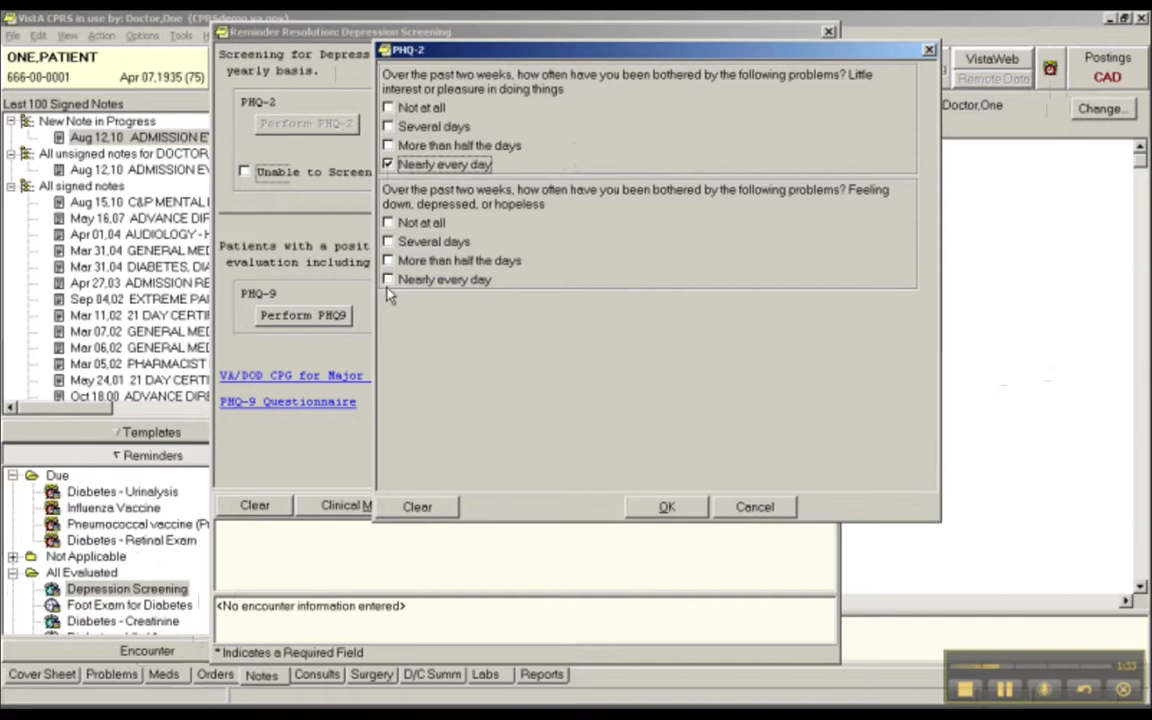 VistA CPRS in use by: Doctor,One (CPRSdemo.va.gov)
File Edit View Action Options Tools
ONE,PATIENT
666-00-0001 Apr 07,1935 (75)
VistaWeb
Remote Data
Postings
CAD
Doctor,One
Change...
Last 100 Signed Notes
New Note in Progress
Aug 12,10 ADMISSION E
All unsigned notes for DOCTOR,
Aug 12,10 ADMISSION E
All signed notes
Aug 15,10 C&P MENTAL
May 16,07 ADVANCE DIR
Apr 01,04 AUDIOLOGY - H
Mar 31,04 GENERAL MED
Mar 31,04 DIABETES, DIA
Apr 27,03 ADMISSION RE
Sep 04,02 EXTREME PA
Mar 11,02 21 DAY CERTI
Mar 07,02 GENERAL MED
Mar 06,02 GENERAL MED
Mar 05,02 PHARMACIST
May 24,01 21 DAY CERTI
Oct 18,00 ADVANCE DIRE
/ Templates
Reminders
Due
Diabetes - Urinalysis
Influenza Vaccine
Pneumococcal vaccine (P
Diabetes - Retinal Exam
Not Applicable
All Evaluated
Depression Screening
Foot Exam for Diabetes
Diabetes - Creatinine
Encounter
Cover Sheet Problems Meds Orders Notes Consults Surgery D/C Summ Labs Reports
Reminder Resolution: Depression Screening
Screening for Depress
yearly basis.
PHQ-2
Perform PHQ-2
Unable to Screen
Patients with a posit
evaluation including
PHQ-9
Perform PHQ9
VA/DOD CPG for Major
PHQ-9 Questionnaire
Clear Clinical M
<No encounter information entered>
* Indicates a Required Field
PHQ-2
Over the past two weeks, how often have you been bothered by the following problems? Little
interest or pleasure in doing things
Not at all
Several days
More than half the days
Nearly every day
Over the past two weeks, how often have you been bothered by the following problems? Feeling
down, depressed, or hopeless
Not at all
Several days
More than half the days
Nearly every day
Clear OK Cancel
1:33